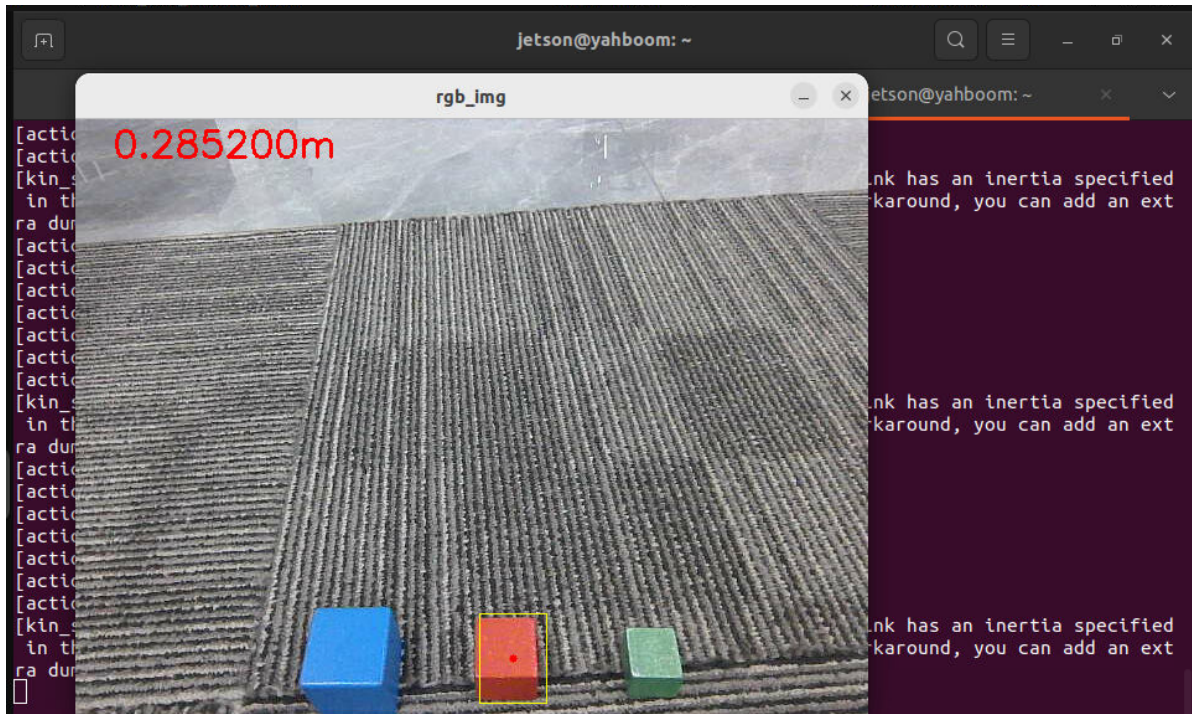 jetson@yahboom: ~
rgb_img
etson@yahboom: ~
0.285200m
[actio
[actio
[kin_s
nk has an inertia specified
in th
rkaround, you can add an ext
ra dum
[actio
[actio
[actio
[actio
[actio
[actio
[actio
[kin_s
nk has an inertia specified
in th
rkaround, you can add an ext
ra dum
[actio
[actio
[actio
[actio
[actio
[actio
[actio
[kin_s
nk has an inertia specified
in th
rkaround, you can add an ext
ra dum